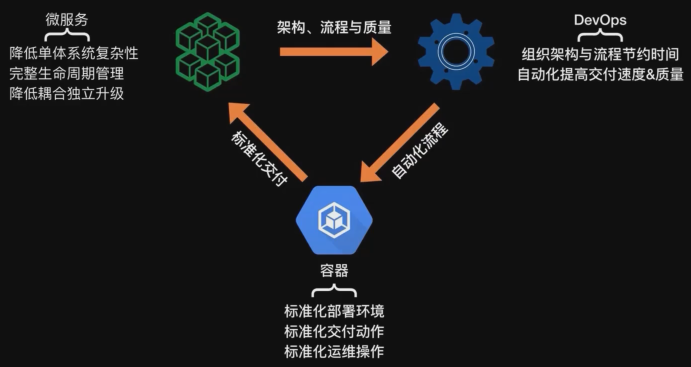 微服务
降低单体系统复杂性
完整生命周期管理
降低耦合独立升级
架构、流程与质量
DevOps
组织架构与流程节约时间
自动化提高交付速度&质量
标准化交付
自动化流程
容器
标准化部署环境
标准化交付动作
标准化运维操作